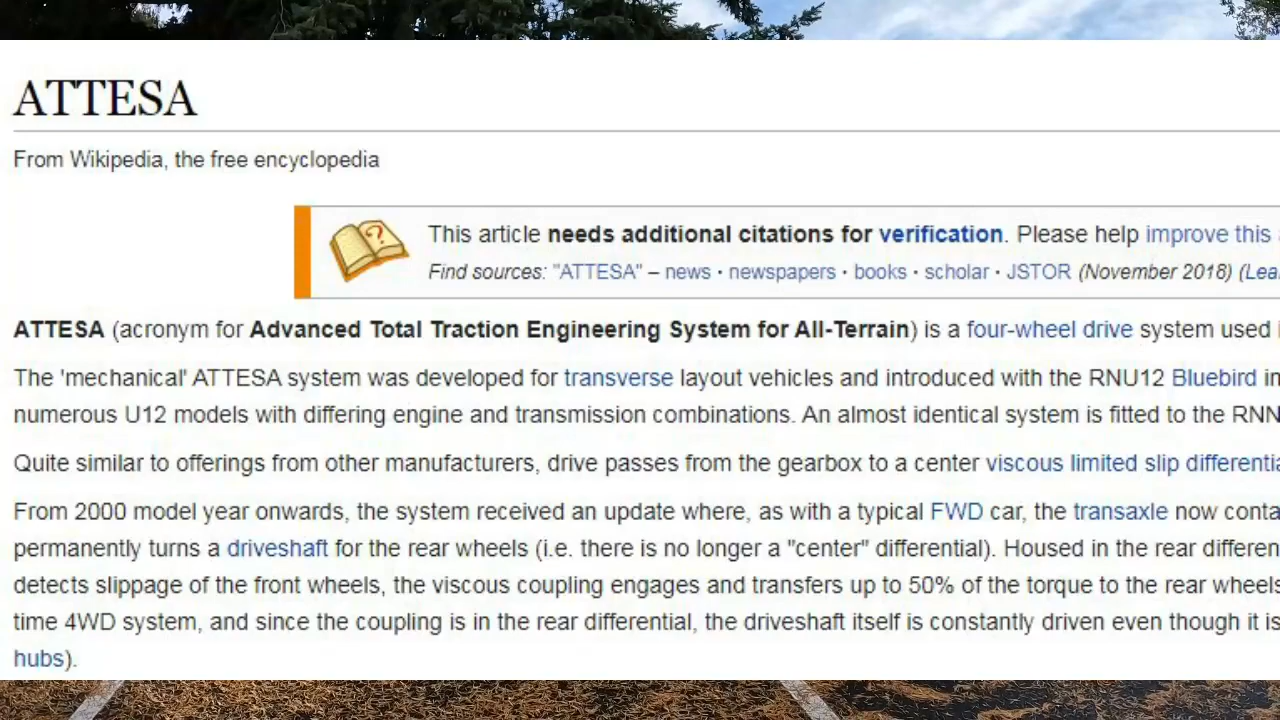 ATTESA
From Wikipedia, the free encyclopedia
This article needs additional citations for verification. Please help improve this
Find sources: "ATTESA" – news · newspapers · books · scholar · JSTOR (November 2018) (Lea
ATTESA (acronym for Advanced Total Traction Engineering System for All-Terrain) is a four-wheel drive system used
The 'mechanical' ATTESA system was developed for transverse layout vehicles and introduced with the RNU12 Bluebird in
numerous U12 models with differing engine and transmission combinations. An almost identical system is fitted to the RNN
Quite similar to offerings from other manufacturers, drive passes from the gearbox to a center viscous limited slip differentia
From 2000 model year onwards, the system received an update where, as with a typical FWD car, the transaxle now conta
permanently turns a driveshaft for the rear wheels (i.e. there is no longer a "center" differential). Housed in the rear differen
detects slippage of the front wheels, the viscous coupling engages and transfers up to 50% of the torque to the rear wheels
time 4WD system, and since the coupling is in the rear differential, the driveshaft itself is constantly driven even though it is
hubs).